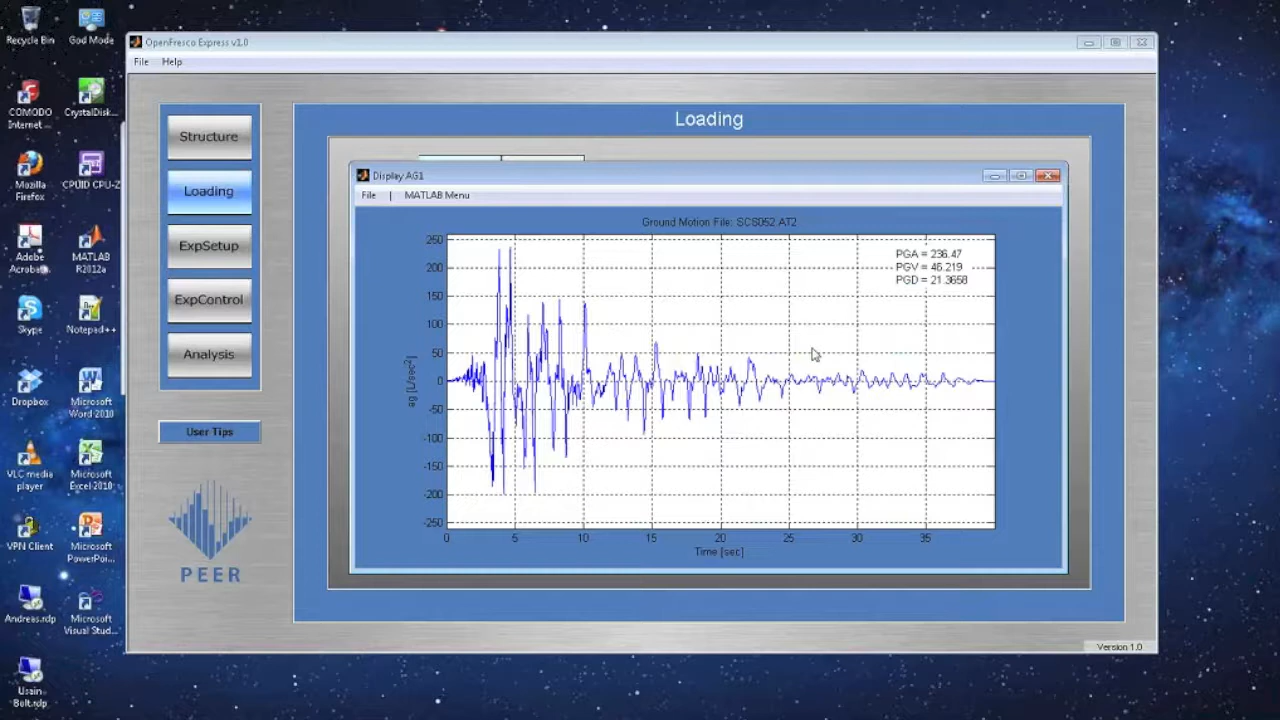 Recycle Bin
God Mode
COMODO
Internet ...
CrystalDisk...
Mozilla
Firefox
CPUID CPU-Z
Adobe
Acrobat...
MATLAB
R2012a
Skype
Notepad++
Dropbox
Microsoft
Word 2010
VLC media
player
Microsoft
Excel 2010
VPN Client
Microsoft
PowerPoi...
Andreas.rdp
Microsoft
Visual Stud...
Usain
Bolt.rdp
OpenFresco Express v1.0
File Help
Structure
Loading
ExpSetup
ExpControl
Analysis
User Tips
PEER
Loading
Display AG1
File | MATLAB Menu
Ground Motion File: SCS052.AT2
PGA = 236.47
PGV = 46.219
PGD = 21.3658
250
200
150
100
50
0
-50
-100
-150
-200
-250
ag [L/sec²]
0 5 10 15 20 25 30 35
Time [sec]
Version 1.0